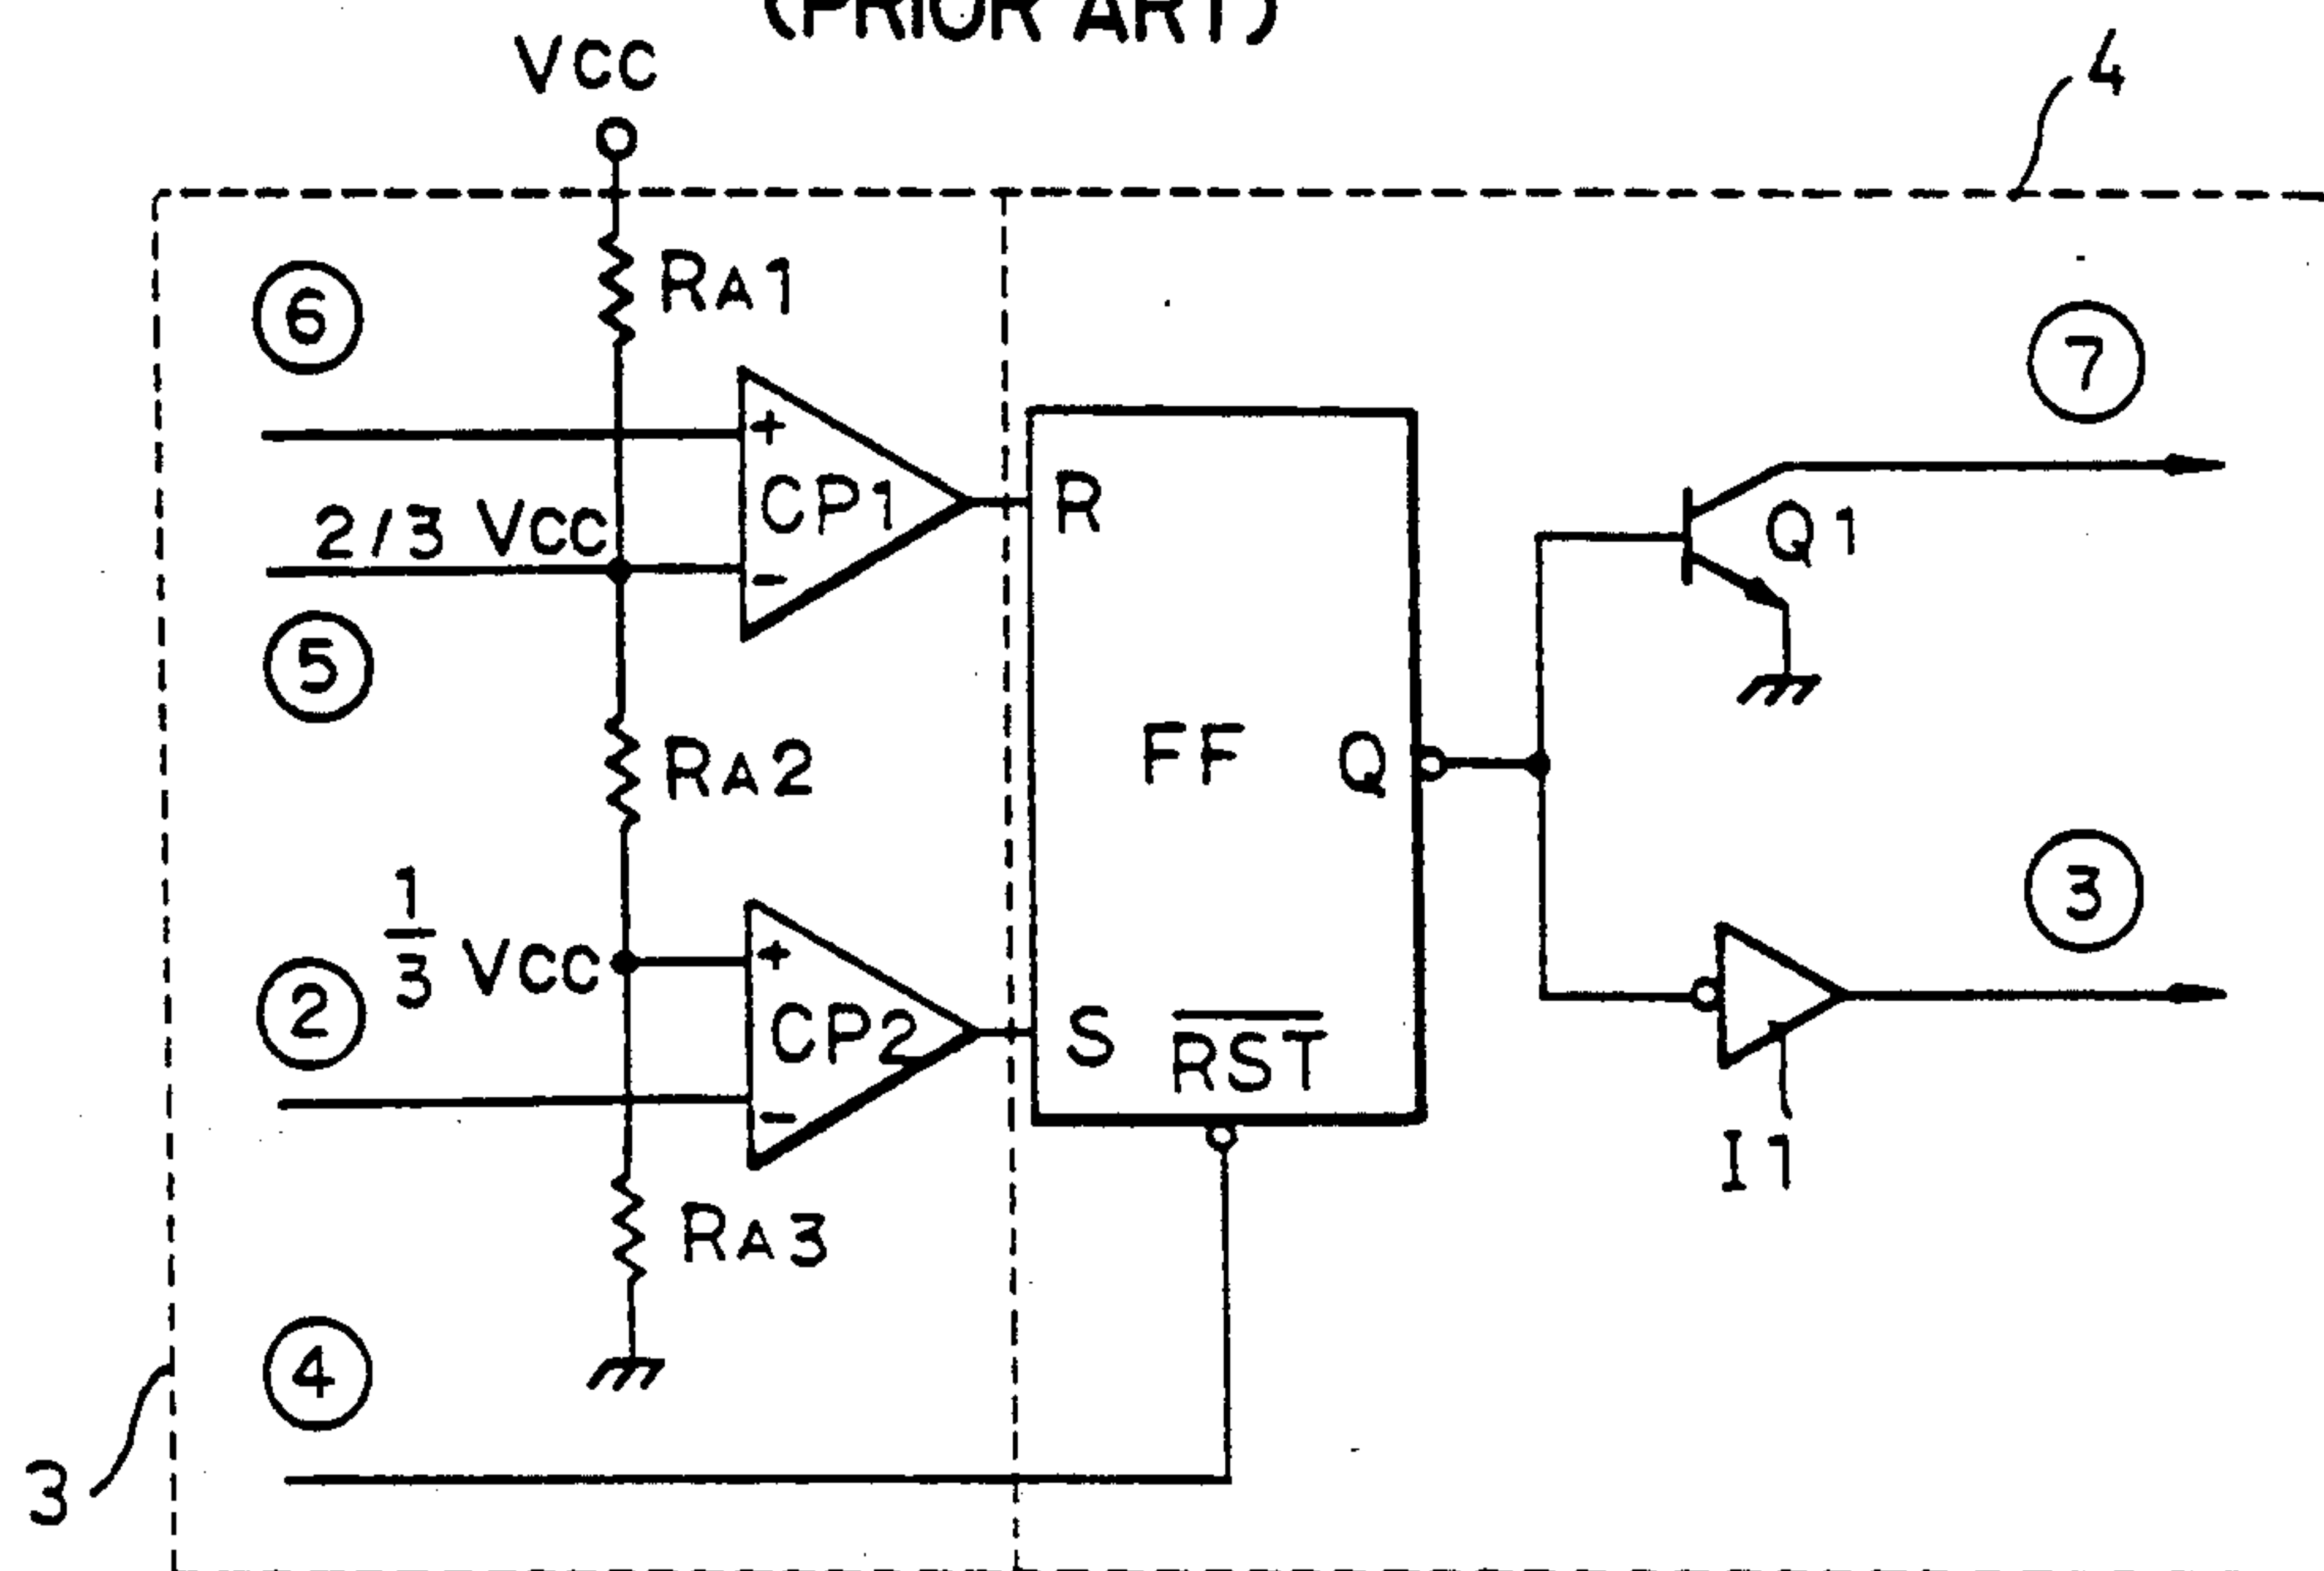 (PRIOR ART)
VCC
4
RA1
6
7
+
CP1
R
Q1
2/3 VCC
-
5
FF
Q
RA2
3
1/3 VCC
+
2
CP2
S
RST
-
I1
RA3
4
3